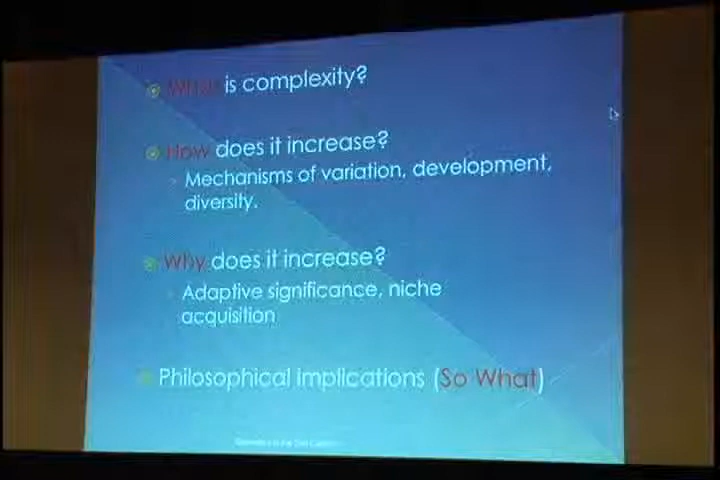 What is complexity?
How does it increase?
Mechanisms of variation, development,
diversity.
Why does it increase?
Adaptive significance, niche
acquisition
Philosophical implications (So What)